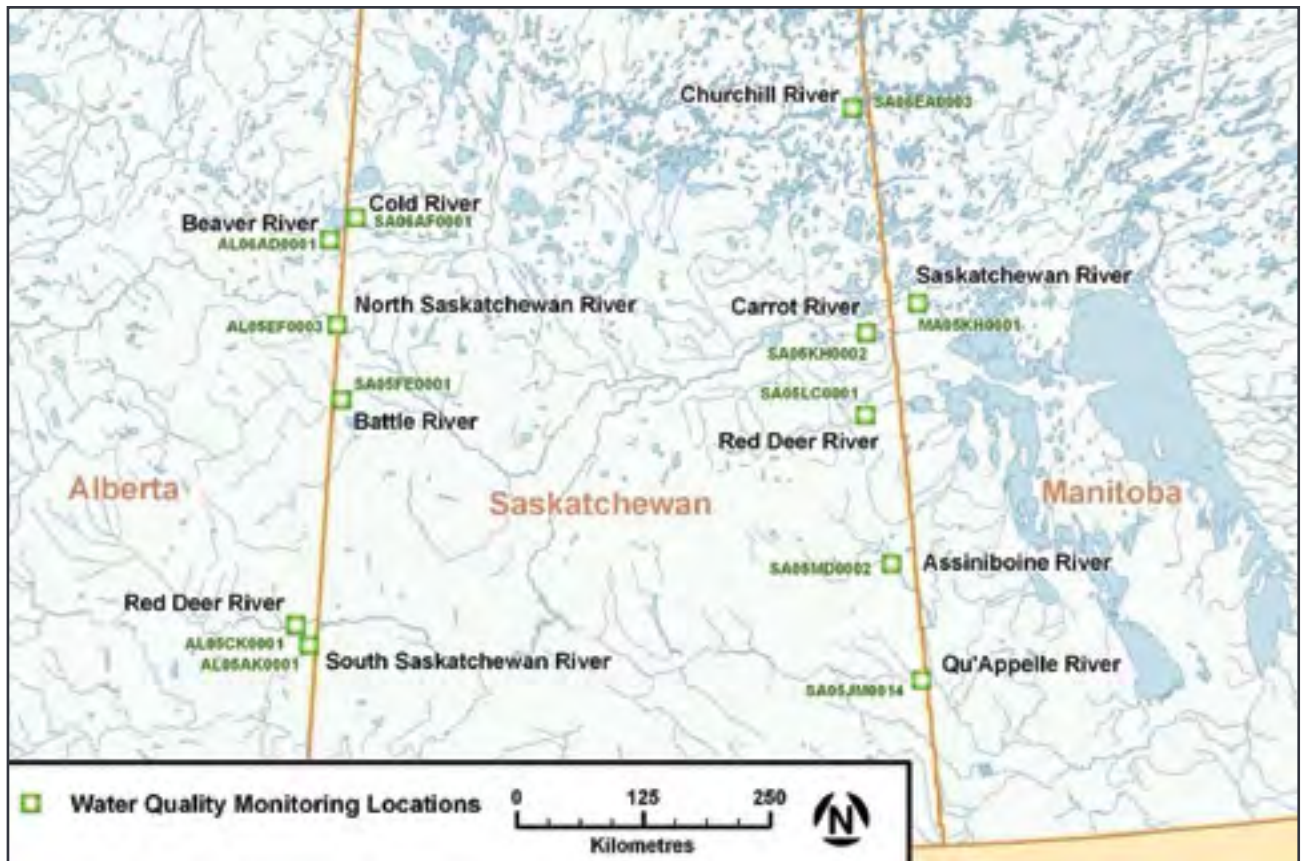 Churchill River
SA06EA0003
Cold River
SA06AF0001
Beaver River
AL06AD0001
Saskatchewan River
MA05KH0001
North Saskatchewan River
AL05EF0003
Carrot River
SA05KH0002
SA05FE0001
Battle River
SA05LC0001
Red Deer River
Alberta
Saskatchewan
Manitoba
SA05MD0002
Assiniboine River
Red Deer River
AL05CK0001
AL05AK0001
South Saskatchewan River
Qu'Appelle River
SA05JM0014
Water Quality Monitoring Locations
0 125 250
Kilometres
N